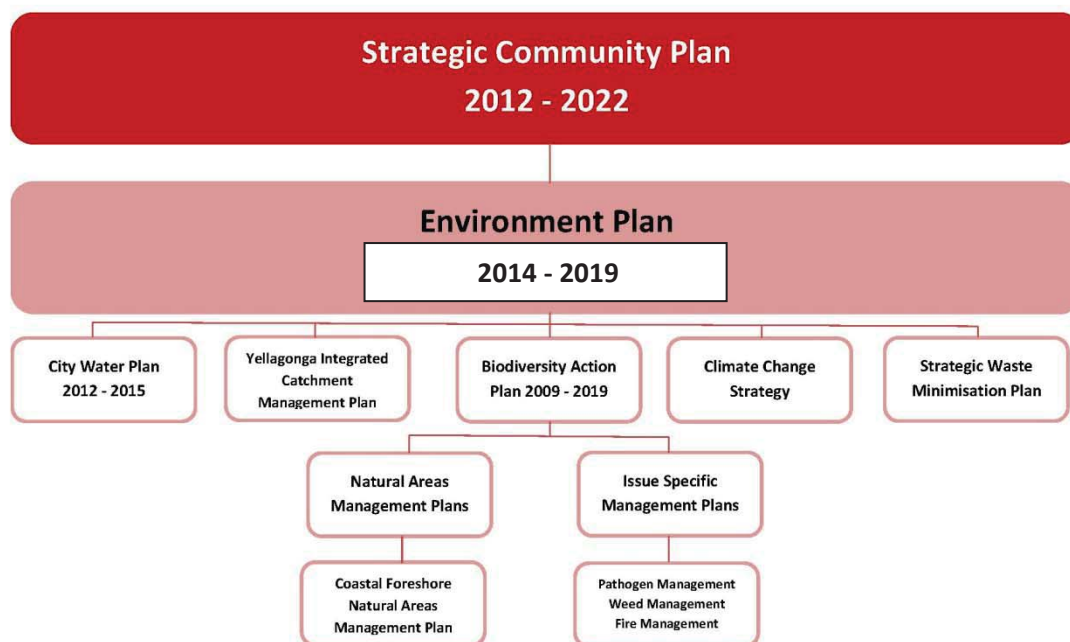 Strategic Community Plan
2012 - 2022
Environment Plan
2014 - 2019
City Water Plan
2012 - 2015
Yellagonga Integrated
Catchment
Management Plan
Biodiversity Action
Plan 2009 - 2019
Climate Change
Strategy
Strategic Waste
Minimisation Plan
Natural Areas
Management Plans
Issue Specific
Management Plans
Coastal Foreshore
Natural Areas
Management Plan
Pathogen Management
Weed Management
Fire Management